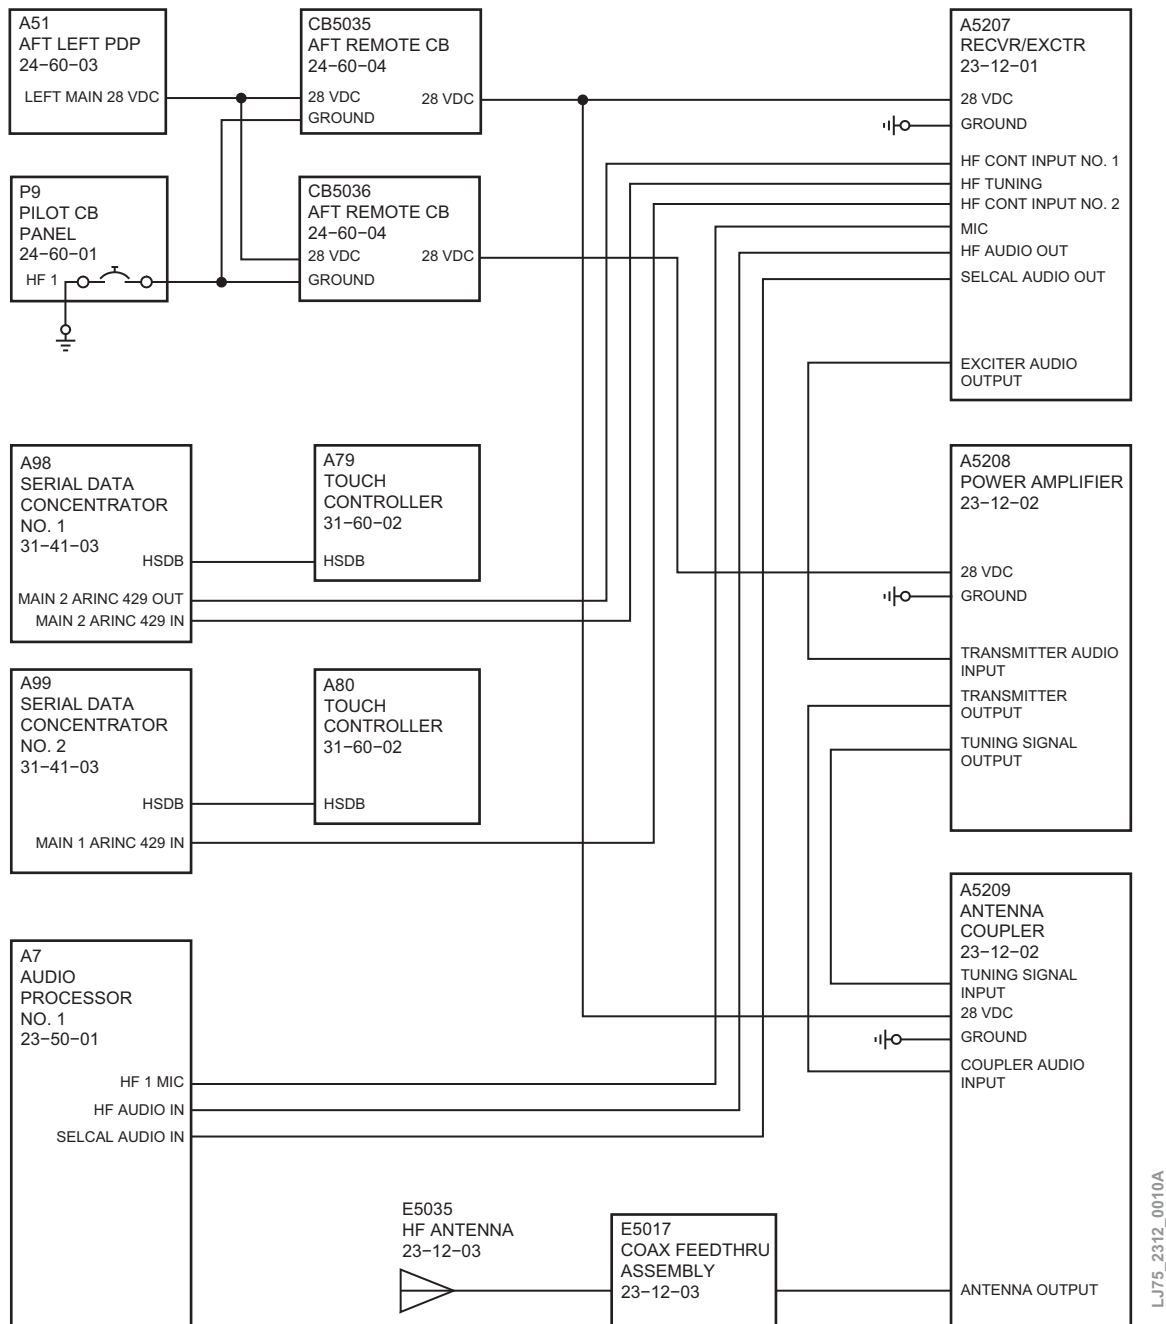 A51
AFT LEFT PDP
24−60−03
LEFT MAIN 28 VDC
CB5035
AFT REMOTE CB
24−60−04
28 VDC
28 VDC
GROUND
A5207
RECVR/EXCTR
23−12−01
28 VDC
GROUND
HF CONT INPUT NO. 1
HF TUNING
HF CONT INPUT NO. 2
MIC
HF AUDIO OUT
SELCAL AUDIO OUT
EXCITER AUDIO
OUTPUT
P9
PILOT CB
PANEL
24−60−01
HF 1
CB5036
AFT REMOTE CB
24−60−04
28 VDC
28 VDC
GROUND
A98
SERIAL DATA
CONCENTRATOR
NO. 1
31−41−03
HSDB
MAIN 2 ARINC 429 OUT
MAIN 2 ARINC 429 IN
A79
TOUCH
CONTROLLER
31−60−02
HSDB
A5208
POWER AMPLIFIER
23−12−02
28 VDC
GROUND
TRANSMITTER AUDIO
INPUT
TRANSMITTER
OUTPUT
TUNING SIGNAL
OUTPUT
A99
SERIAL DATA
CONCENTRATOR
NO. 2
31−41−03
HSDB
MAIN 1 ARINC 429 IN
A80
TOUCH
CONTROLLER
31−60−02
HSDB
A5209
ANTENNA
COUPLER
23−12−02
TUNING SIGNAL
INPUT
28 VDC
GROUND
COUPLER AUDIO
INPUT
ANTENNA OUTPUT
A7
AUDIO
PROCESSOR
NO. 1
23−50−01
HF 1 MIC
HF AUDIO IN
SELCAL AUDIO IN
E5035
HF ANTENNA
23−12−03
E5017
COAX FEEDTHRU
ASSEMBLY
23−12−03
LJ75_2312_0010A